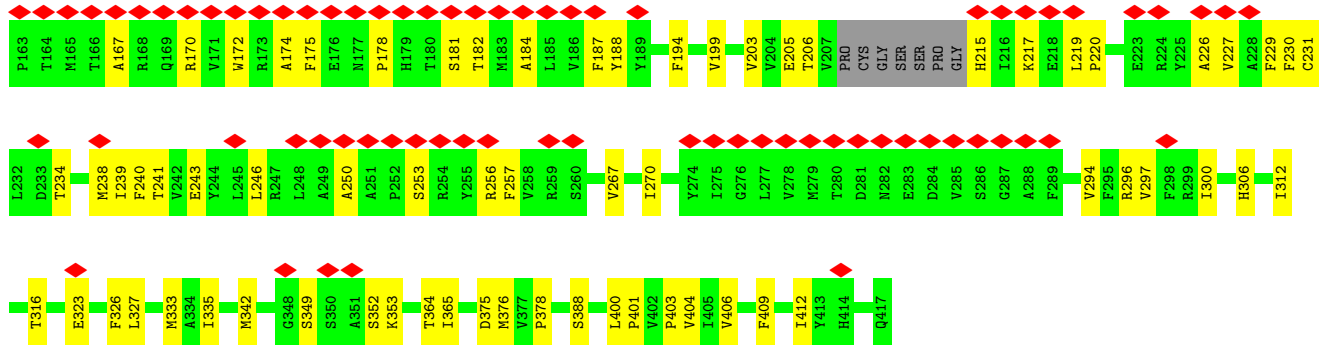 P163 T164 M165 T166 A167 R168 Q169 R170 V171 W172 R173 A174 F175 E176 N177 P178 H179 T180 S181 T182 M183 A184 L185 V186 F187 Y188 Y189 F194 V199 V203 V204 E205 T206 V207 PRO CYS GLY SER SER PRO GLY H215 I216 K217 E218 L219 P220 E223 R224 Y225 A226 V227 A228 F229 F230 C231
L232 D233 T234 M238 I239 F240 T241 V242 E243 Y244 L245 L246 R247 L248 A249 A250 A251 P252 S253 R254 Y255 R256 F257 V258 R259 S260 V267 I270 Y274 I275 G276 L277 V278 M279 T280 D281 N282 E283 D284 V285 S286 G287 A288 F289 V294 F295 R296 V297 F298 R299 I300 H306 I312
T316 E323 F326 L327 M333 A334 I335 M342 G348 S349 S350 A351 S352 K353 T364 I365 D375 M376 V377 P378 S388 L400 P401 V402 P403 V404 I405 V406 F409 I412 Y413 H414 Q417